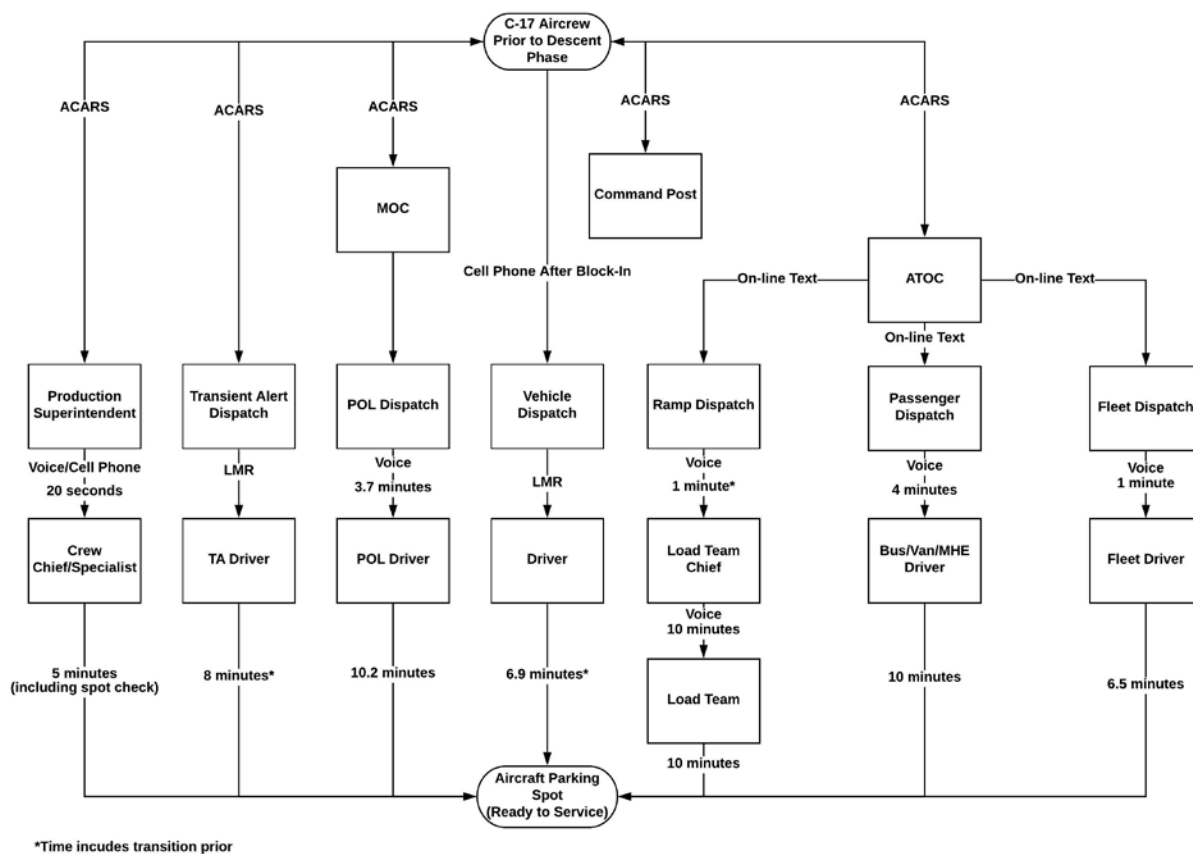 C-17 Aircrew
Prior to Descent
Phase
ACARS
ACARS
ACARS
ACARS
ACARS
MOC
Command Post
Cell Phone After Block-In
On-line Text
ATOC
On-line Text
On-line Text
Production
Superintendent
Transient Alert
Dispatch
POL Dispatch
Vehicle
Dispatch
Ramp Dispatch
Passenger
Dispatch
Fleet Dispatch
Voice/Cell Phone
20 seconds
LMR
Voice
3.7 minutes
LMR
Voice
1 minute*
Voice
4 minutes
Voice
1 minute
Crew
Chief/Specialist
TA Driver
POL Driver
Driver
Load Team
Chief
Bus/Van/MHE
Driver
Fleet Driver
Voice
10 minutes
5 minutes
(including spot check)
8 minutes*
10.2 minutes
6.9 minutes*
Load Team
10 minutes
6.5 minutes
10 minutes
Aircraft Parking
Spot
(Ready to Service)
*Time incudes transition prior